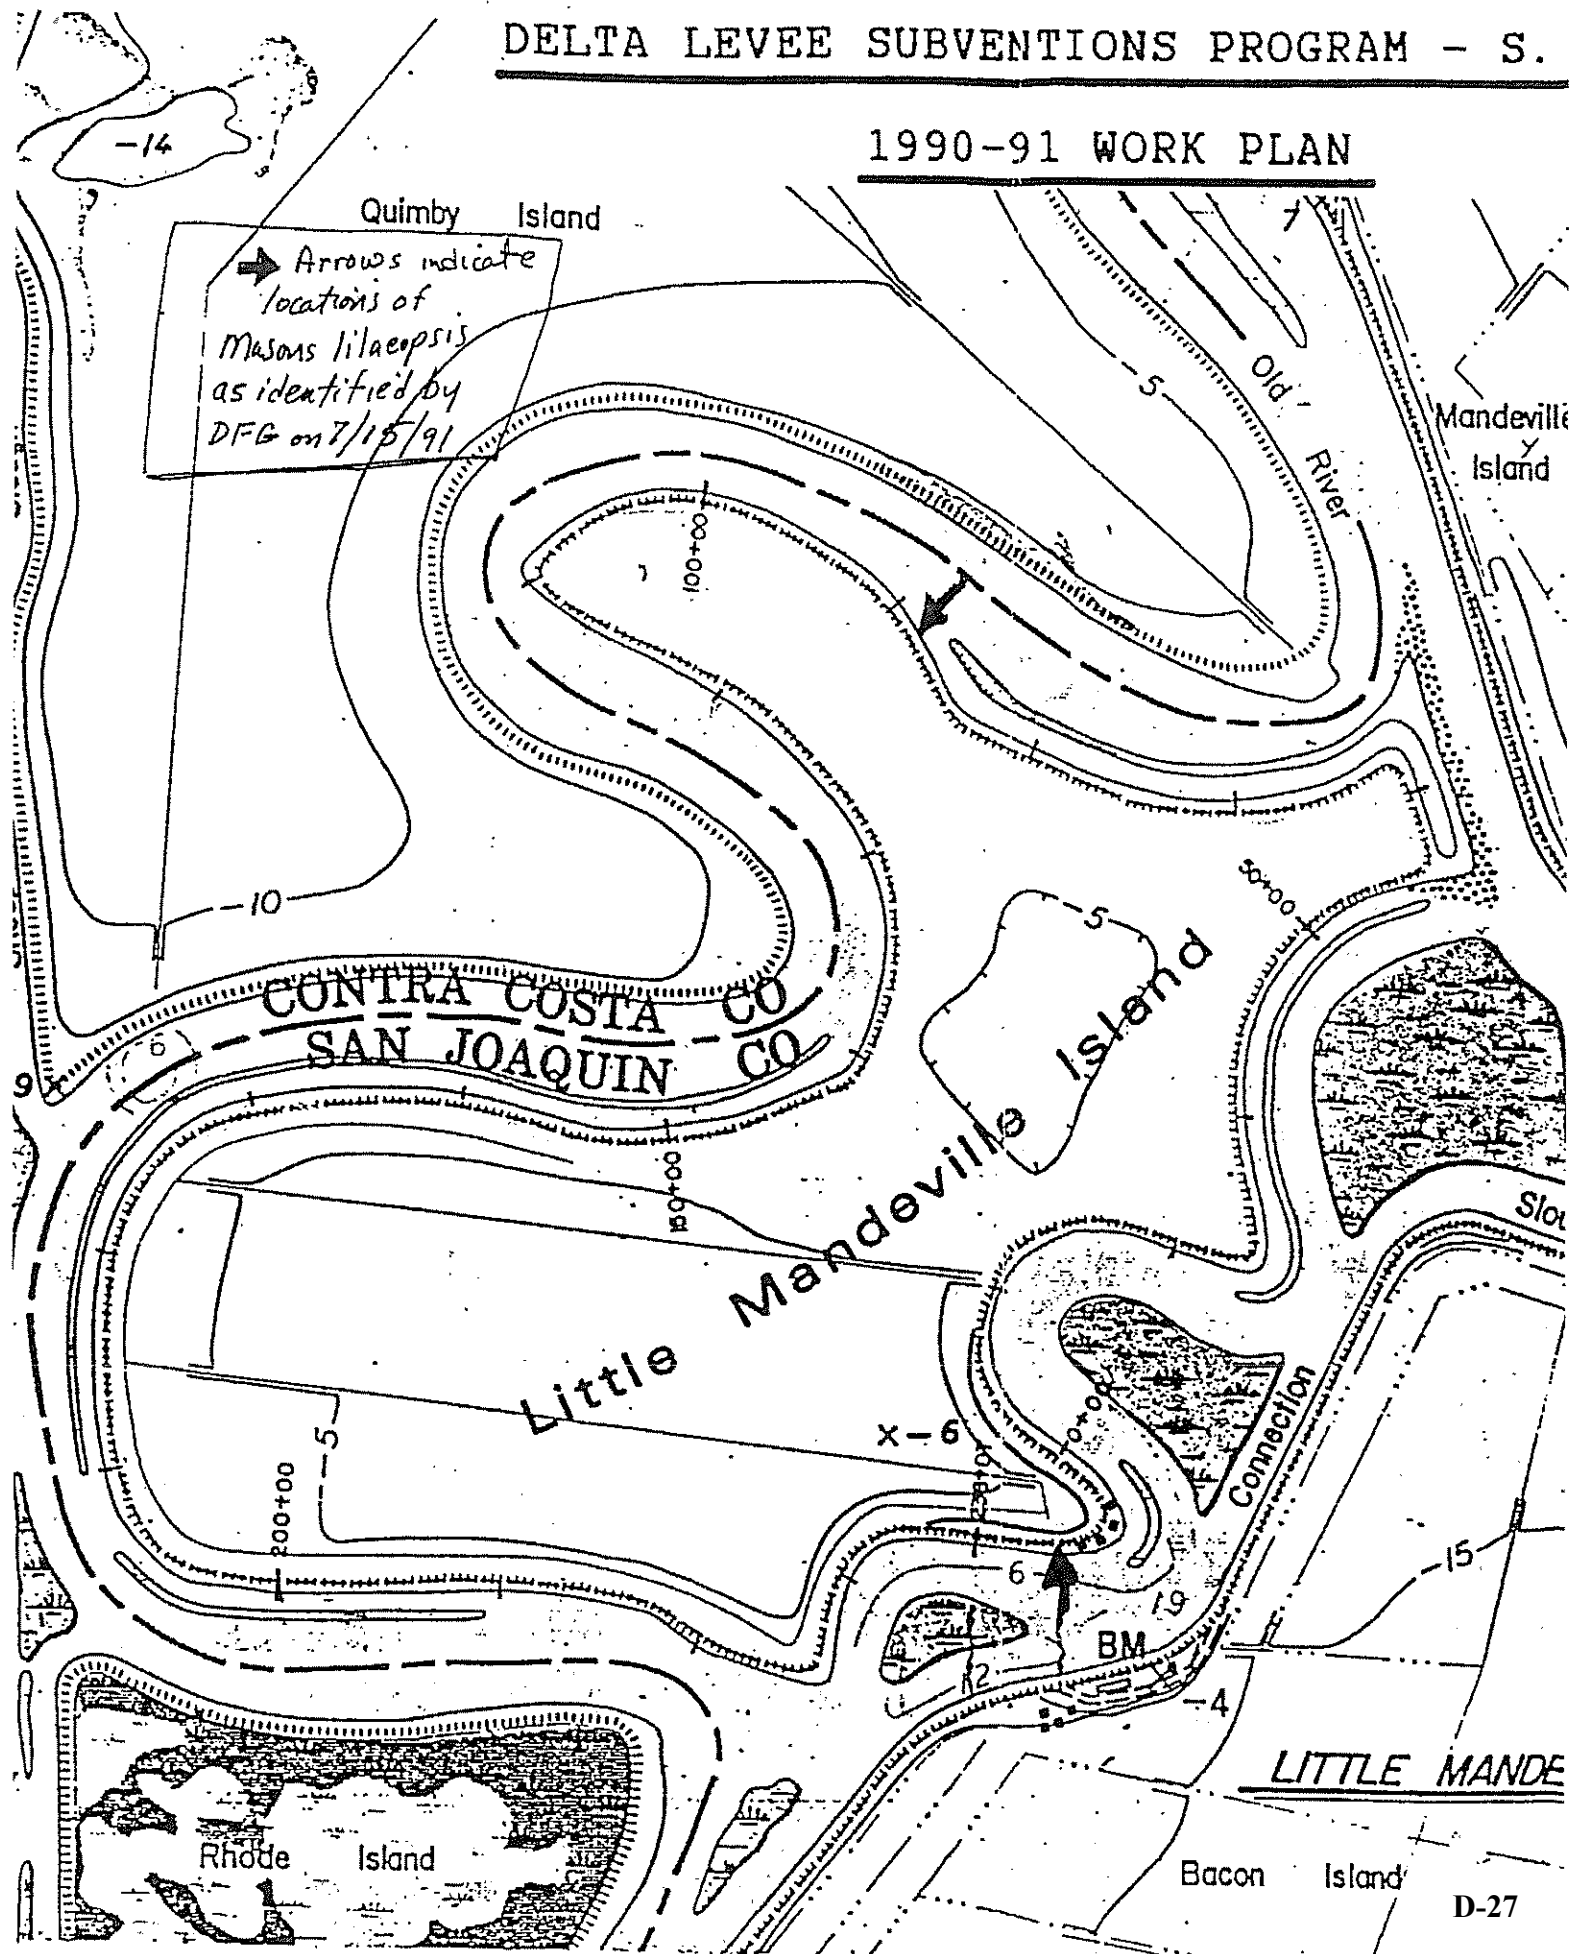 DELTA LEVEE SUBVENTIONS PROGRAM - S.
1990-91 WORK PLAN
-14
Quimby Island
Arrows indicate
locations of
Masons lilaeopsis
as identified by
DFG on 7/15/91
Old River
Mandeville
Island
5
100+00
50+00
5
10
CONTRA COSTA CO
SAN JOAQUIN CO
6
9
150+00
Little Mandeville Island
Slou
X-6
0+00
Connection
5
200+00
6
19
15
BM
12
-4
LITTLE MANDE
Rhode Island
Bacon Island
D-27